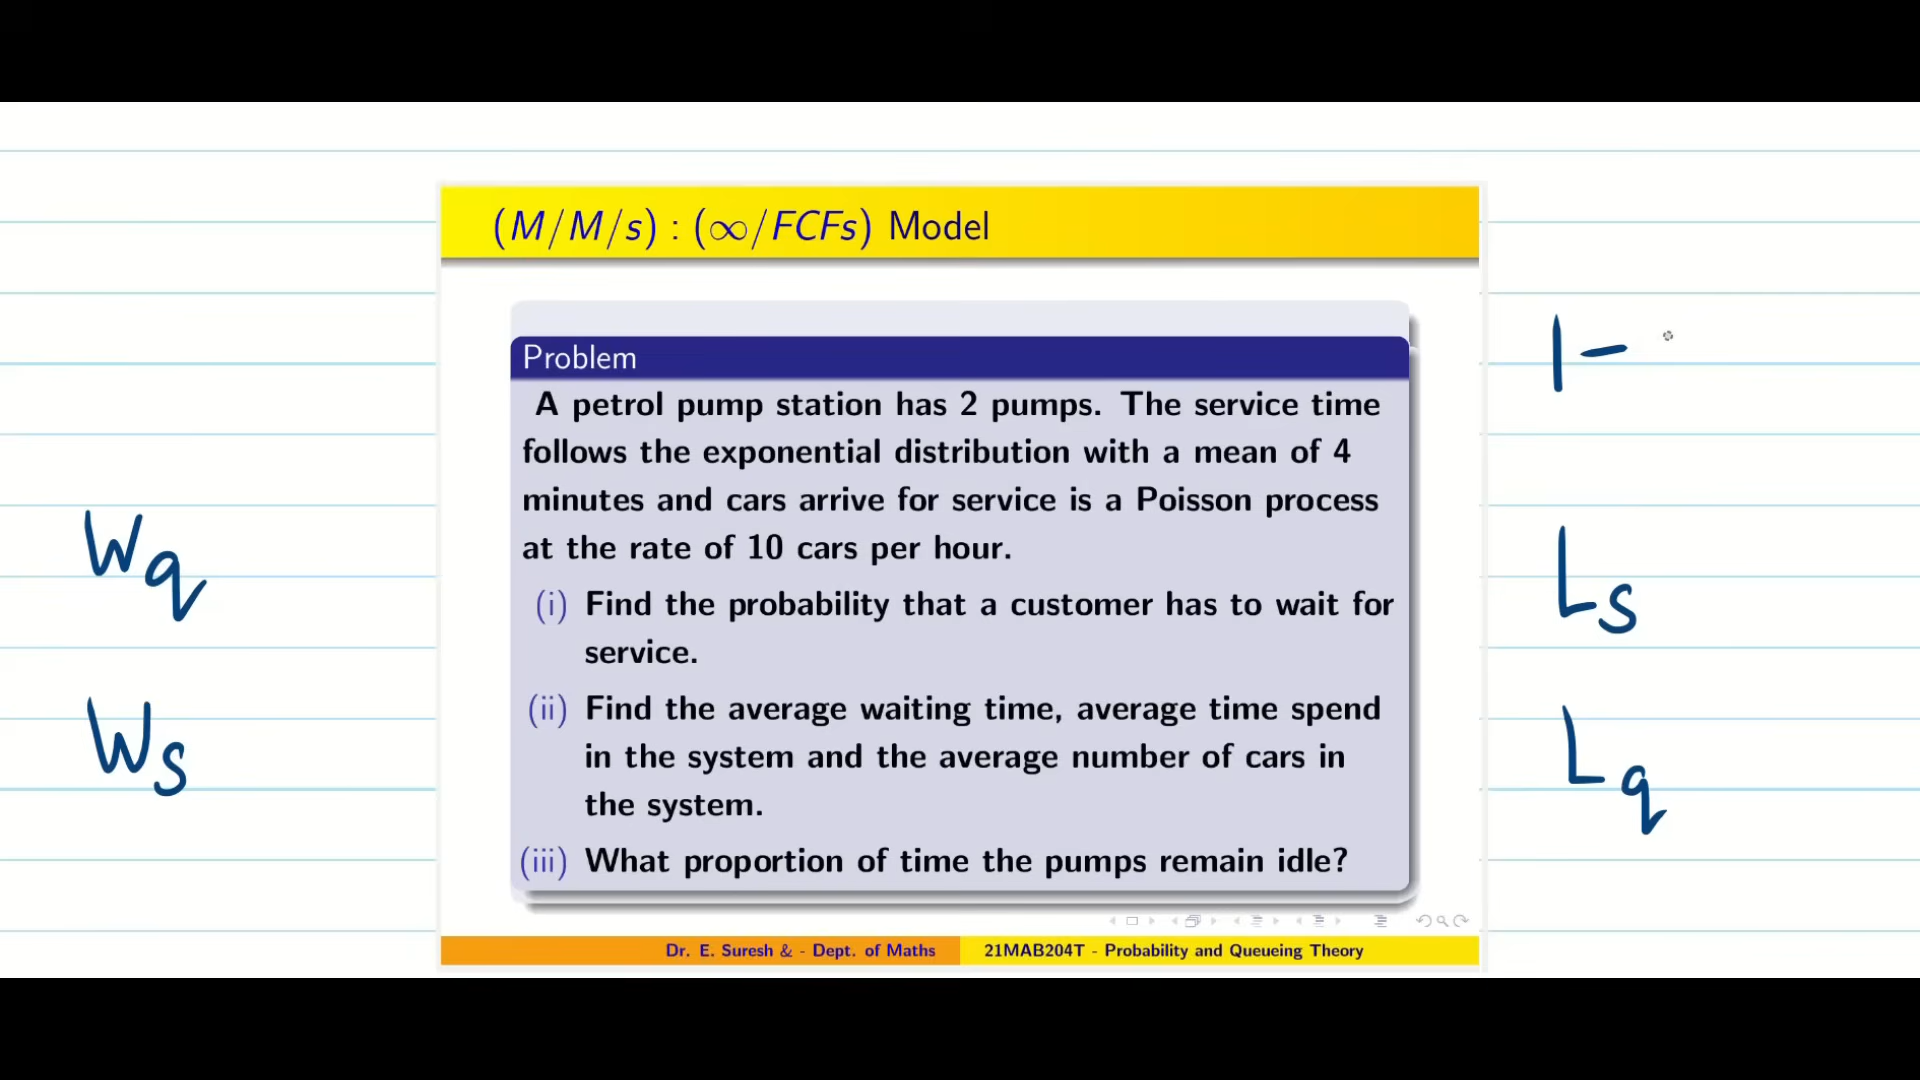 (M/M/s) : (∞/FCFs) Model
Problem
A petrol pump station has 2 pumps. The service time
follows the exponential distribution with a mean of 4
minutes and cars arrive for service is a Poisson process
at the rate of 10 cars per hour.
(i) Find the probability that a customer has to wait for
service.
(ii) Find the average waiting time, average time spend
in the system and the average number of cars in
the system.
(iii) What proportion of time the pumps remain idle?
Wq
Ws
1 -
Ls
Lq
Dr. E. Suresh & - Dept. of Maths
21MAB204T - Probability and Queueing Theory